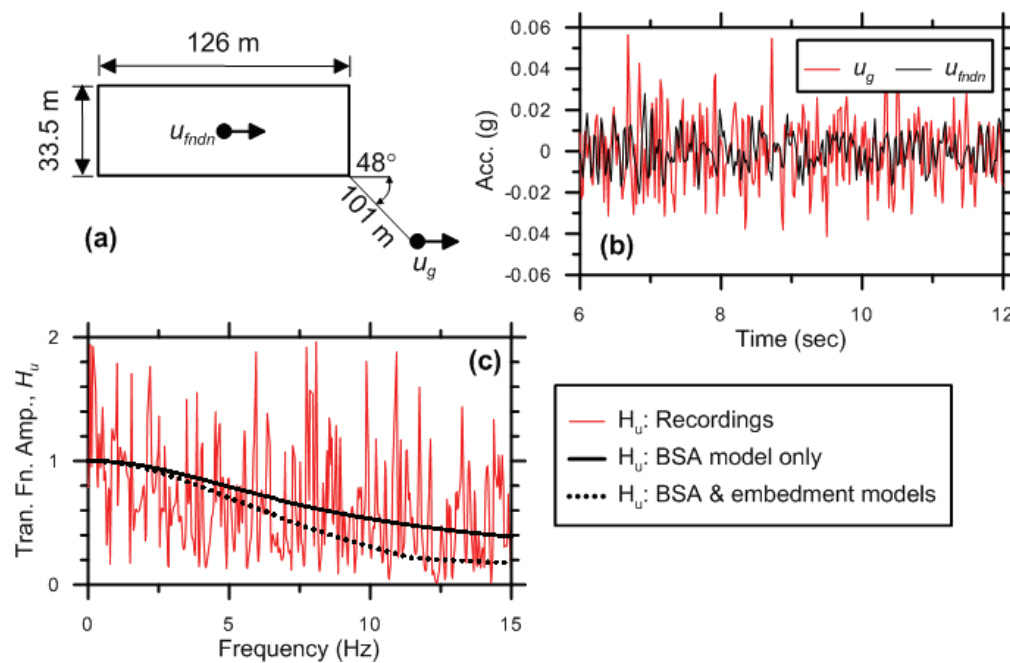 126 m
33.5 m
u_fndn
48°
101 m
u_g
(a)
0.06
0.04
0.02
0
-0.02
-0.04
-0.06
Acc. (g)
u_g u_fndn
(b)
6 8 10 12
Time (sec)
2
1
0
Tran. Fn. Amp., H_u
(c)
0 5 10 15
Frequency (Hz)
H_u: Recordings
H_u: BSA model only
H_u: BSA & embedment models